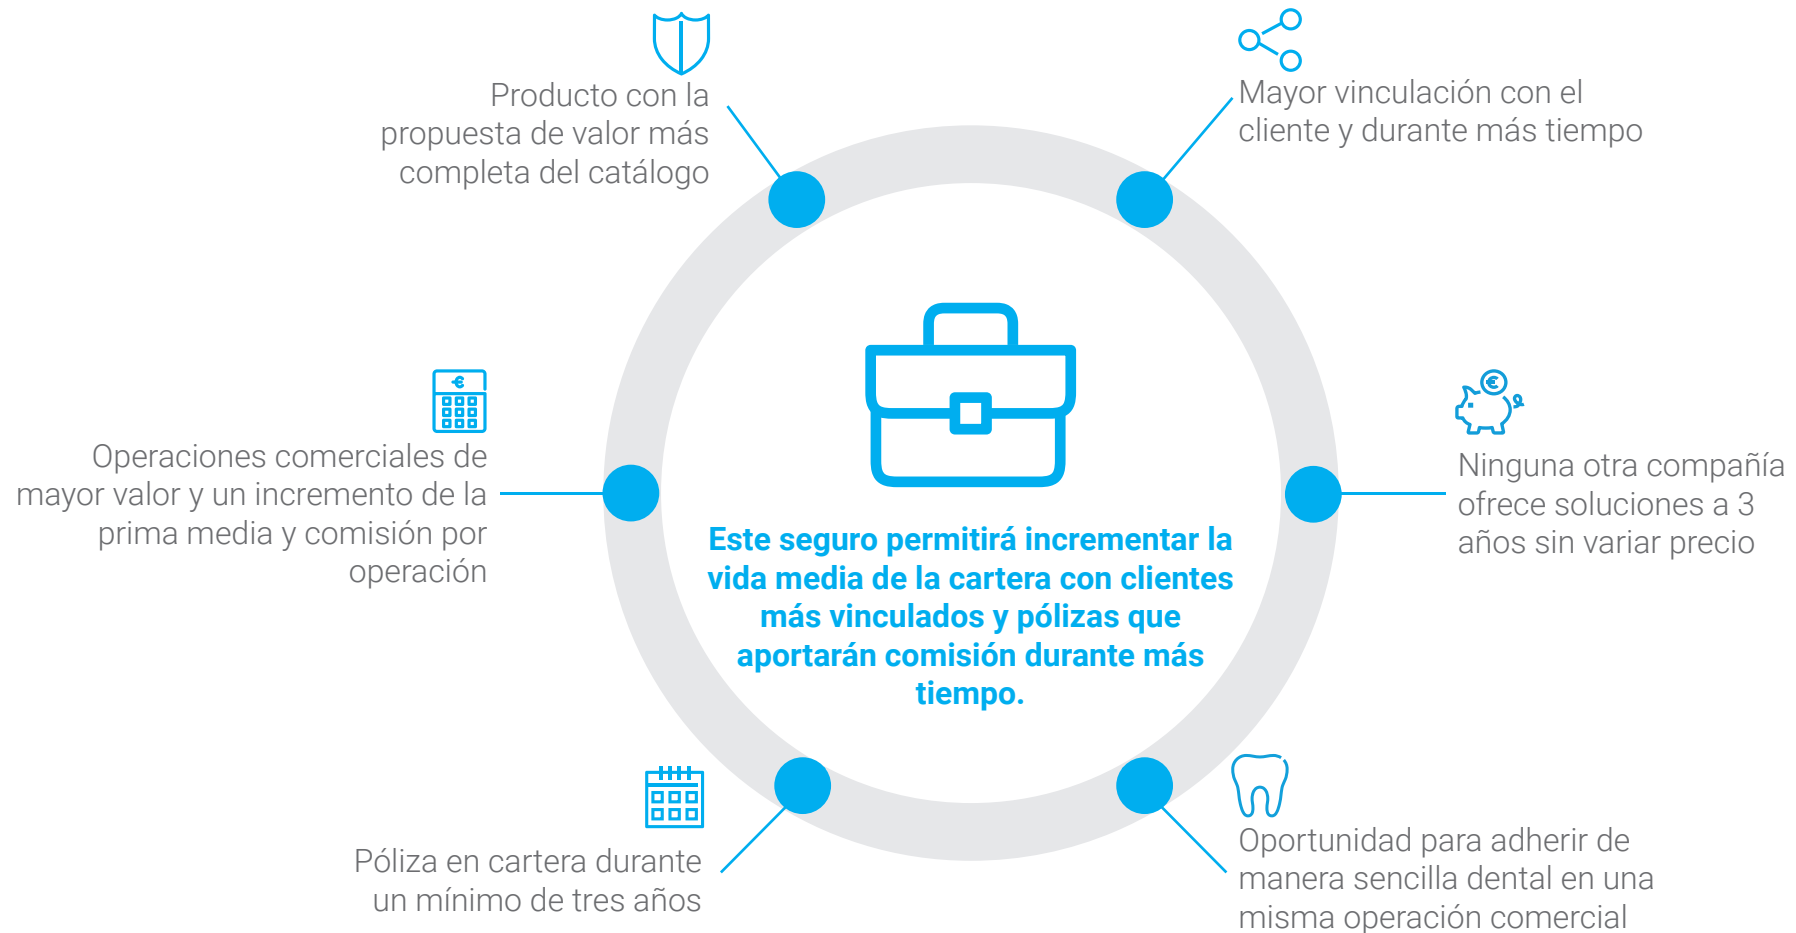 Producto con la
propuesta de valor más
completa del catálogo
Mayor vinculación con el
cliente y durante más tiempo
Operaciones comerciales de
mayor valor y un incremento de la
prima media y comisión por
operación
Ninguna otra compañía
ofrece soluciones a 3
años sin variar precio
Este seguro permitirá incrementar la
vida media de la cartera con clientes
más vinculados y pólizas que
aportarán comisión durante más
tiempo.
Póliza en cartera durante
un mínimo de tres años
Oportunidad para adherir de
manera sencilla dental en una
misma operación comercial